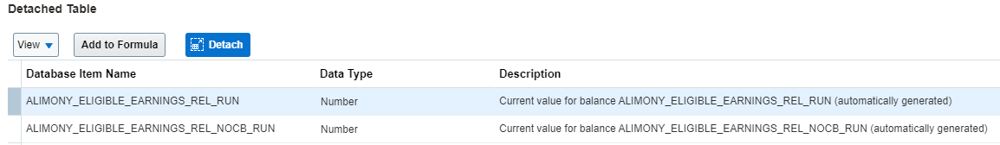 Detached Table
View Add to Formula Detach
Database Item Name Data Type Description
ALIMONY_ELIGIBLE_EARNINGS_REL_RUN Number Current value for balance ALIMONY_ELIGIBLE_EARNINGS_REL_RUN (automatically generated)
ALIMONY_ELIGIBLE_EARNINGS_REL_NOCB_RUN Number Current value for balance ALIMONY_ELIGIBLE_EARNINGS_REL_NOCB_RUN (automatically generated)